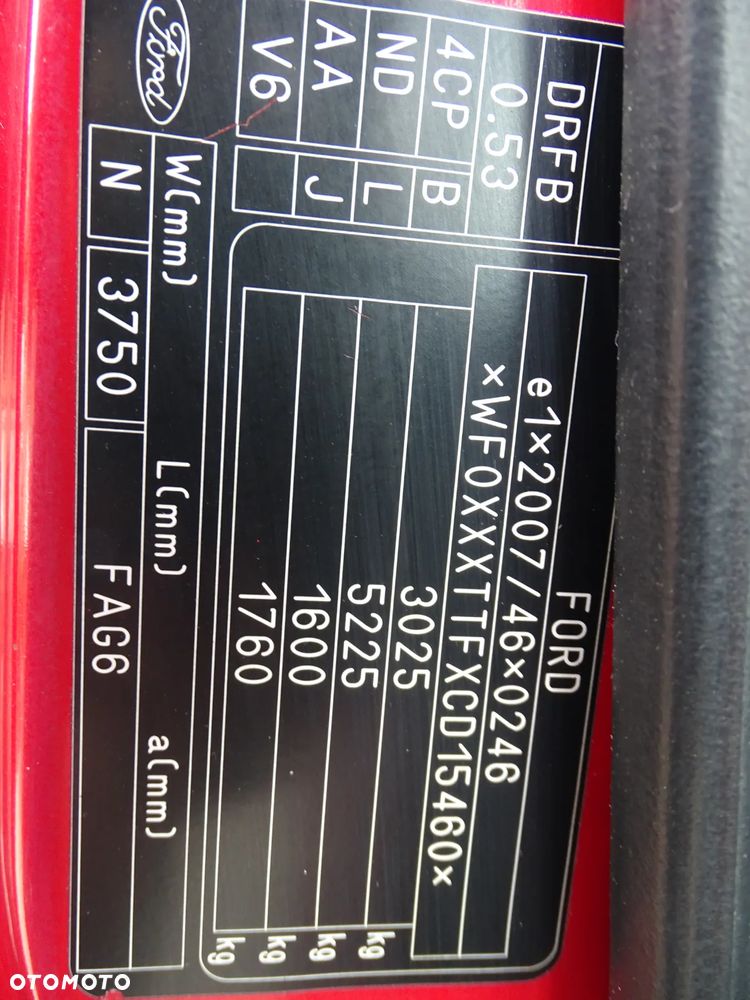 DRFB FORD
0.53 e1×2007/46×0246
4CP B ×WF0XXXTTFXCD15460×
ND L 3025 kg
AA J 5225 kg
V6 1600 kg
1760 kg
Ford W(mm) L(mm) a(mm)
N 3750 FAG6
OTOMOTO